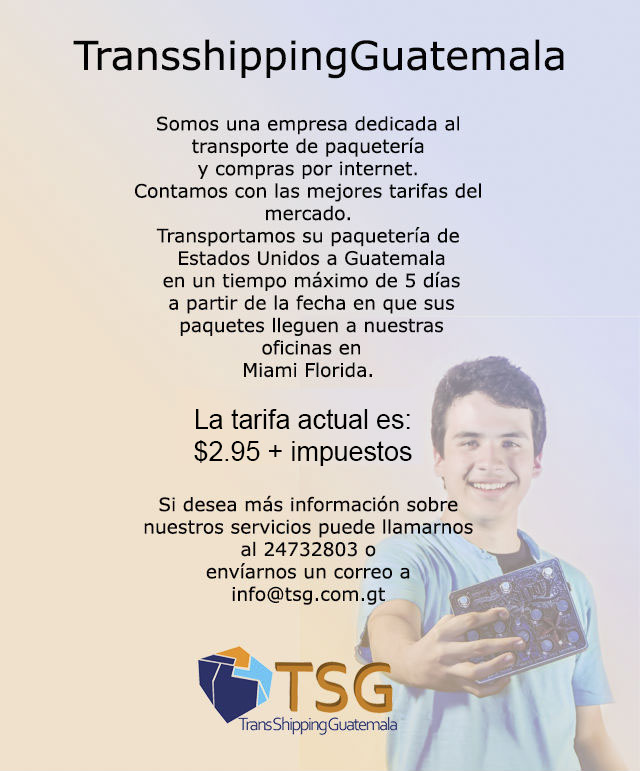 TransshippingGuatemala
Somos una empresa dedicada al
transporte de paquetería
y compras por internet.
Contamos con las mejores tarifas del
mercado.
Transportamos su paquetería de
Estados Unidos a Guatemala
en un tiempo máximo de 5 días
a partir de la fecha en que sus
paquetes lleguen a nuestras
oficinas en
Miami Florida.
La tarifa actual es:
$2.95 + impuestos
Si desea más información sobre
nuestros servicios puede llamarnos
al 24732803 o
envíarnos un correo a
info@tsg.com.gt
TSG
TransShippingGuatemala